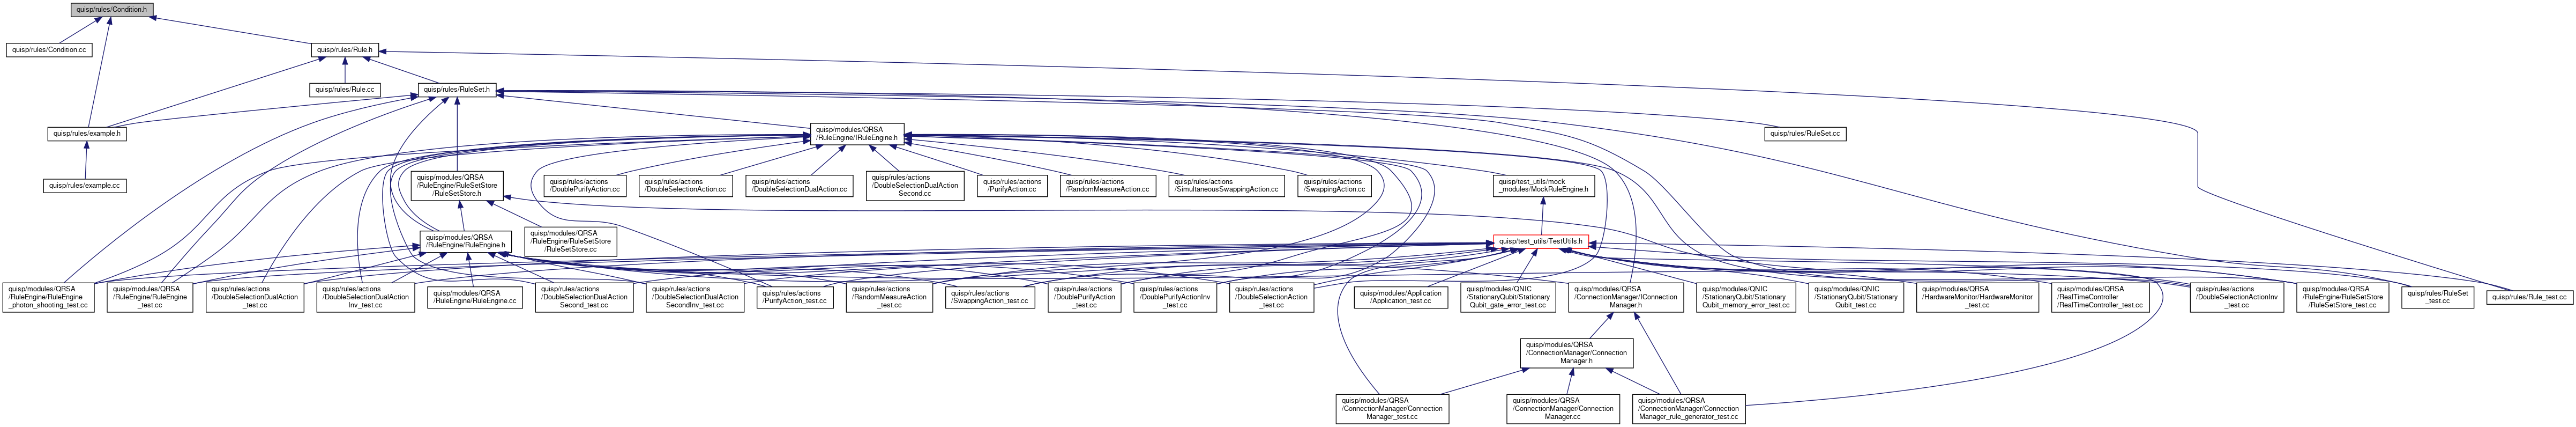 quisp/rules/Condition.h
quisp/rules/Condition.cc
quisp/rules/Rule.h
quisp/rules/Rule.cc
quisp/rules/RuleSet.h
quisp/rules/example.h
quisp/modules/QRSA
/RuleEngine/IRuleEngine.h
quisp/rules/RuleSet.cc
quisp/rules/example.cc
quisp/modules/QRSA
/RuleEngine/RuleSetStore
/RuleSetStore.h
quisp/rules/actions
/DoublePurifyAction.cc
quisp/rules/actions
/DoubleSelectionAction.cc
quisp/rules/actions
/DoubleSelectionDualAction.cc
quisp/rules/actions
/DoubleSelectionDualAction
Second.cc
quisp/rules/actions
/PurifyAction.cc
quisp/rules/actions
/RandomMeasureAction.cc
quisp/rules/actions
/SimultaneousSwappingAction.cc
quisp/rules/actions
/SwappingAction.cc
quisp/test_utils/mock
_modules/MockRuleEngine.h
quisp/modules/QRSA
/RuleEngine/RuleEngine.h
quisp/modules/QRSA
/RuleEngine/RuleSetStore
/RuleSetStore.cc
quisp/test_utils/TestUtils.h
quisp/modules/QRSA
/RuleEngine/RuleEngine
_photon_shooting_test.cc
quisp/modules/QRSA
/RuleEngine/RuleEngine
_test.cc
quisp/rules/actions
/DoubleSelectionDualAction
_test.cc
quisp/rules/actions
/DoubleSelectionDualAction
Inv_test.cc
quisp/modules/QRSA
/RuleEngine/RuleEngine.cc
quisp/rules/actions
/DoubleSelectionDualAction
Second_test.cc
quisp/rules/actions
/DoubleSelectionDualAction
SecondInv_test.cc
quisp/rules/actions
/PurifyAction_test.cc
quisp/rules/actions
/RandomMeasureAction
_test.cc
quisp/rules/actions
/SwappingAction_test.cc
quisp/rules/actions
/DoublePurifyAction
_test.cc
quisp/rules/actions
/DoublePurifyActionInv
_test.cc
quisp/rules/actions
/DoubleSelectionAction
_test.cc
quisp/modules/Application
/Application_test.cc
quisp/modules/QNIC
/StationaryQubit/Stationary
Qubit_gate_error_test.cc
quisp/modules/QRSA
/ConnectionManager/IConnection
Manager.h
quisp/modules/QNIC
/StationaryQubit/Stationary
Qubit_memory_error_test.cc
quisp/modules/QNIC
/StationaryQubit/Stationary
Qubit_test.cc
quisp/modules/QRSA
/HardwareMonitor/HardwareMonitor
_test.cc
quisp/modules/QRSA
/RealTimeController
/RealTimeController_test.cc
quisp/rules/actions
/DoubleSelectionActionInv
_test.cc
quisp/modules/QRSA
/RuleEngine/RuleSetStore
/RuleSetStore_test.cc
quisp/rules/RuleSet
_test.cc
quisp/rules/Rule_test.cc
quisp/modules/QRSA
/ConnectionManager/Connection
Manager.h
quisp/modules/QRSA
/ConnectionManager/Connection
Manager_test.cc
quisp/modules/QRSA
/ConnectionManager/Connection
Manager.cc
quisp/modules/QRSA
/ConnectionManager/Connection
Manager_rule_generator_test.cc